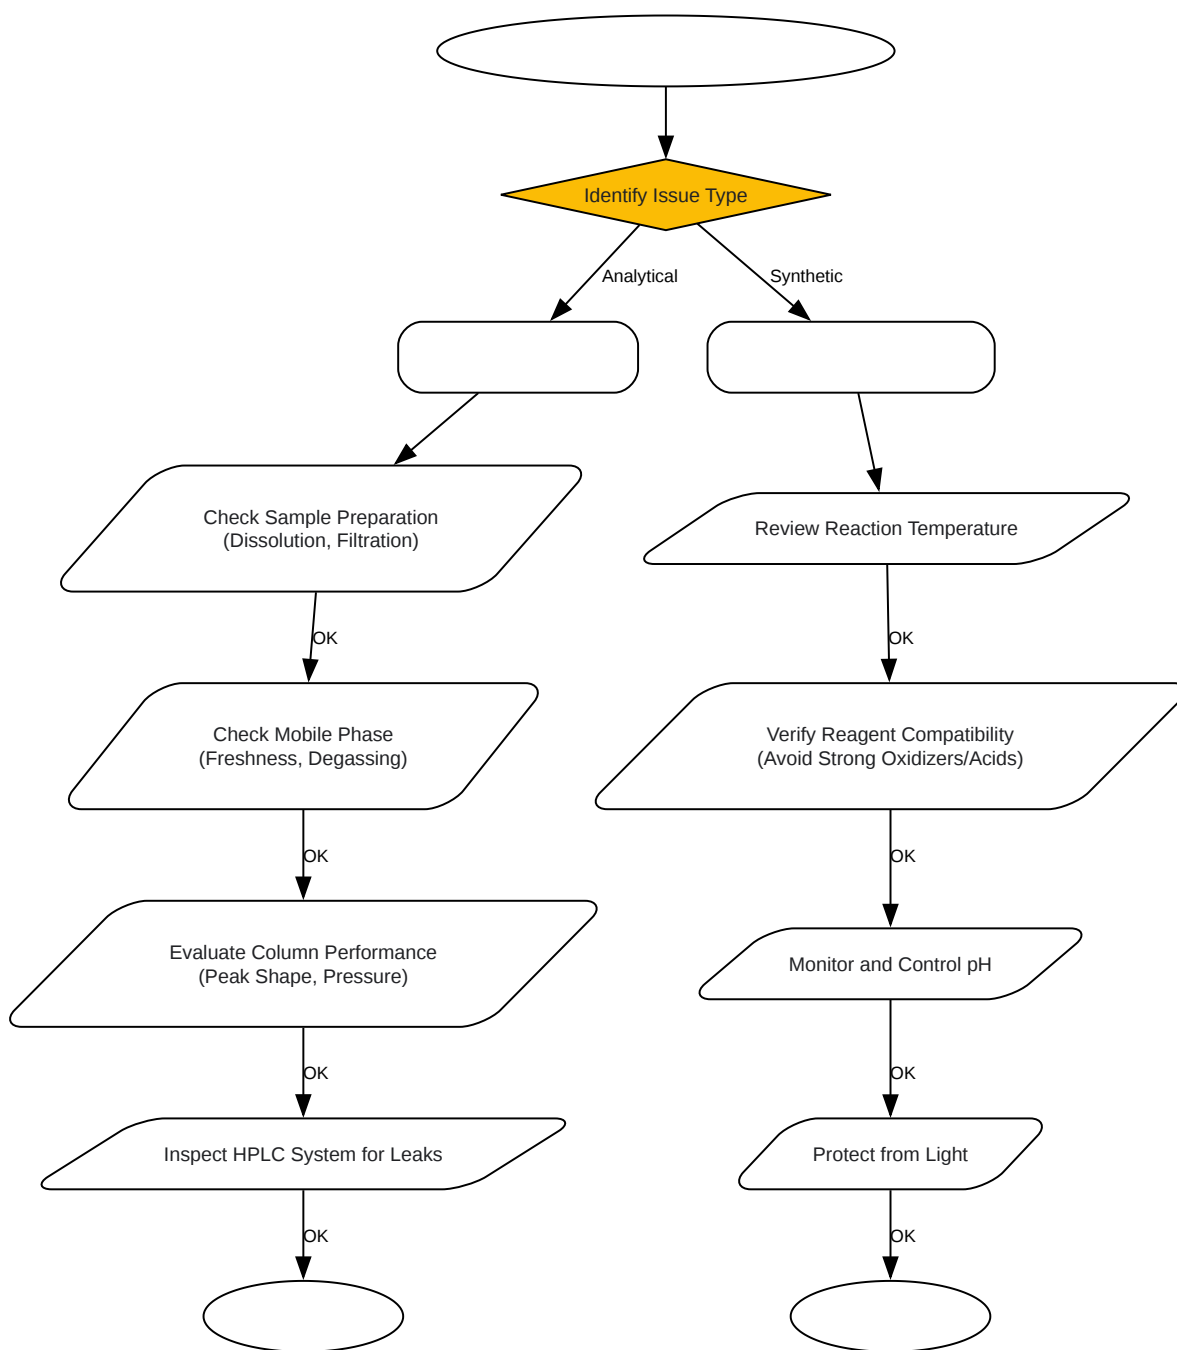 Identify Issue Type
Analytical
Synthetic
Check Sample Preparation
(Dissolution, Filtration)
OK
Check Mobile Phase
(Freshness, Degassing)
OK
Evaluate Column Performance
(Peak Shape, Pressure)
OK
Inspect HPLC System for Leaks
OK
Review Reaction Temperature
OK
Verify Reagent Compatibility
(Avoid Strong Oxidizers/Acids)
OK
Monitor and Control pH
OK
Protect from Light
OK